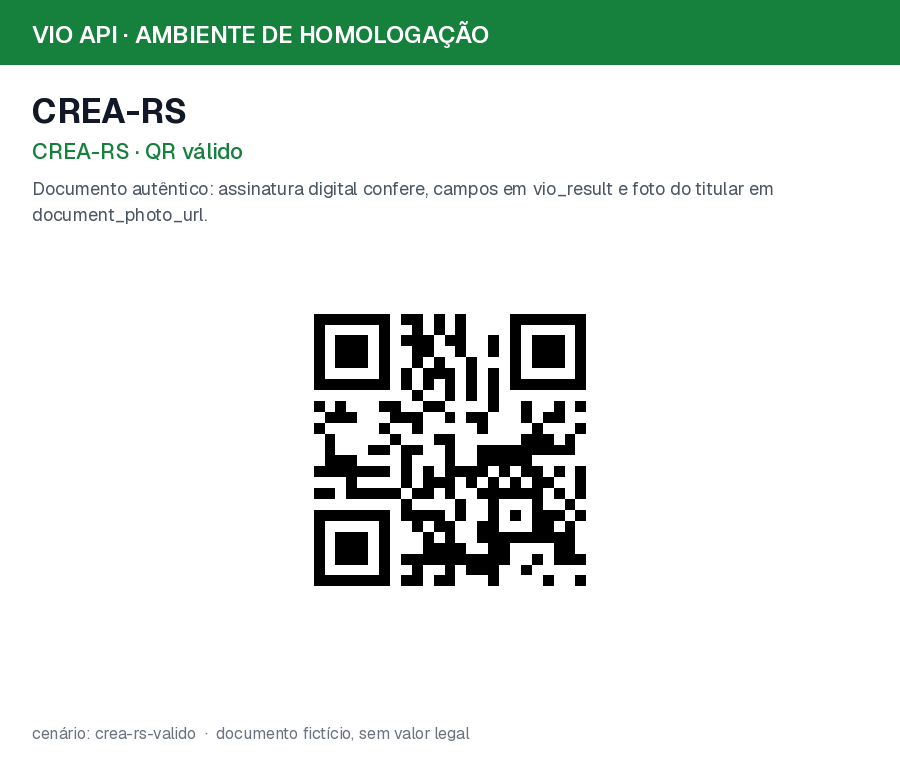 VIO API · AMBIENTE DE HOMOLOGAÇÃO
CREA-RS
CREA-RS · QR válido
Documento autêntico: assinatura digital confere, campos em vio_result e foto do titular em
document_photo_url.
cenário: crea-rs-valido · documento fictício, sem valor legal